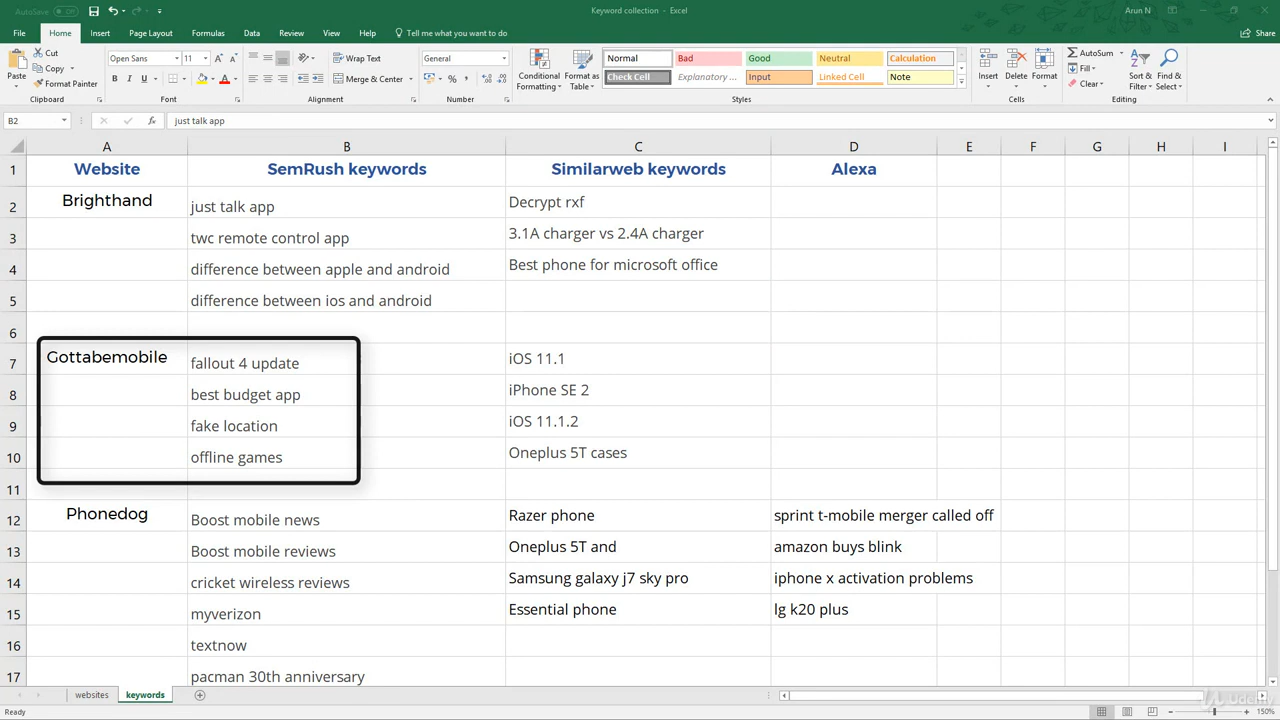 AutoSave Off
Keyword collection - Excel
Arun N
File Home Insert Page Layout Formulas Data Review View Help Tell me what you want to do Share
Paste
Cut
Copy
Format Painter
Open Sans 11
B I U
Wrap Text
Merge & Center
General
Conditional Formatting
Format as Table
Normal Bad Good Neutral Calculation
Check Cell Explanatory ... Input Linked Cell Note
Insert Delete Format
AutoSum
Fill
Clear
Sort & Filter
Find & Select
Clipboard Font Alignment Number Styles Cells Editing
B2 fx just talk app
A B C D E F G H I
1 Website SemRush keywords Similarweb keywords Alexa
2 Brighthand just talk app Decrypt rxf
3 twc remote control app 3.1A charger vs 2.4A charger
4 difference between apple and android Best phone for microsoft office
5 difference between ios and android
6
7 Gottabemobile fallout 4 update iOS 11.1
8 best budget app iPhone SE 2
9 fake location iOS 11.1.2
10 offline games Oneplus 5T cases
11
12 Phonedog Boost mobile news Razer phone sprint t-mobile merger called off
13 Boost mobile reviews Oneplus 5T and amazon buys blink
14 cricket wireless reviews Samsung galaxy j7 sky pro iphone x activation problems
15 myverizon Essential phone lg k20 plus
16 textnow
17 pacman 30th anniversary
websites keywords
Udemy
Ready 150%